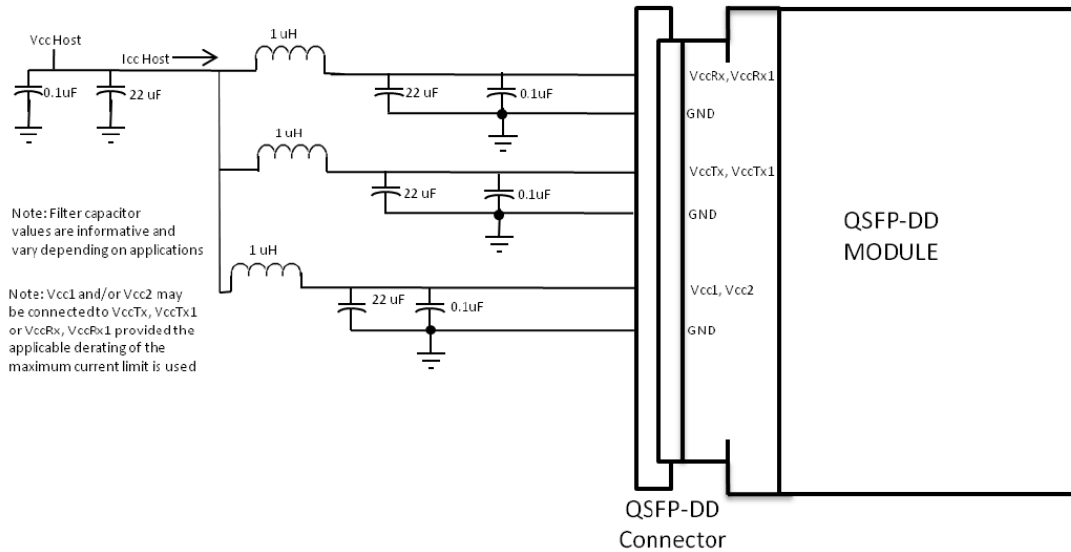 Vcc Host
Icc Host
0.1uF
22 uF
1 uH
22 uF
0.1uF
VccRx, VccRx1
GND
1 uH
22 uF
0.1uF
VccTx, VccTx1
GND
Note: Filter capacitor
values are informative and
vary depending on applications
Note: Vcc1 and/or Vcc2 may
be connected to VccTx, VccTx1
or VccRx, VccRx1 provided the
applicable derating of the
maximum current limit is used
1 uH
22 uF
0.1uF
Vcc1, Vcc2
GND
QSFP-DD
MODULE
QSFP-DD
Connector